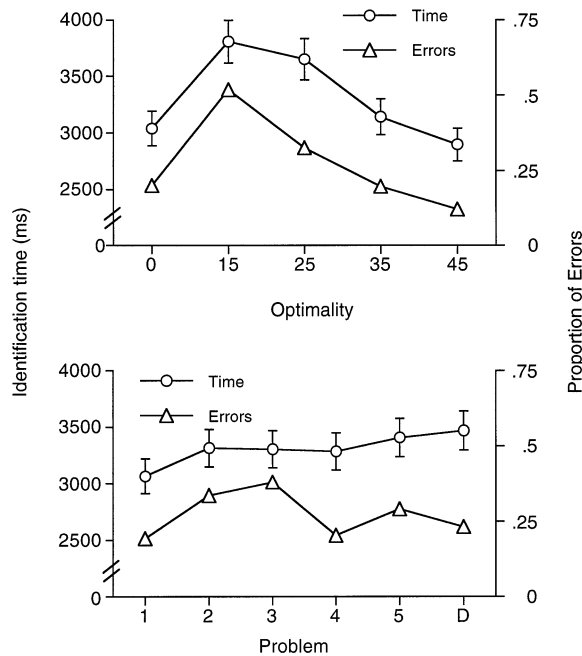 4000
3500
3000
2500
0
.75
.5
.25
0
Time
Errors
0 15 25 35 45
Optimality
Identification time (ms)
Proportion of Errors
4000
3500
3000
2500
0
.75
.5
.25
0
Time
Errors
1 2 3 4 5 D
Problem